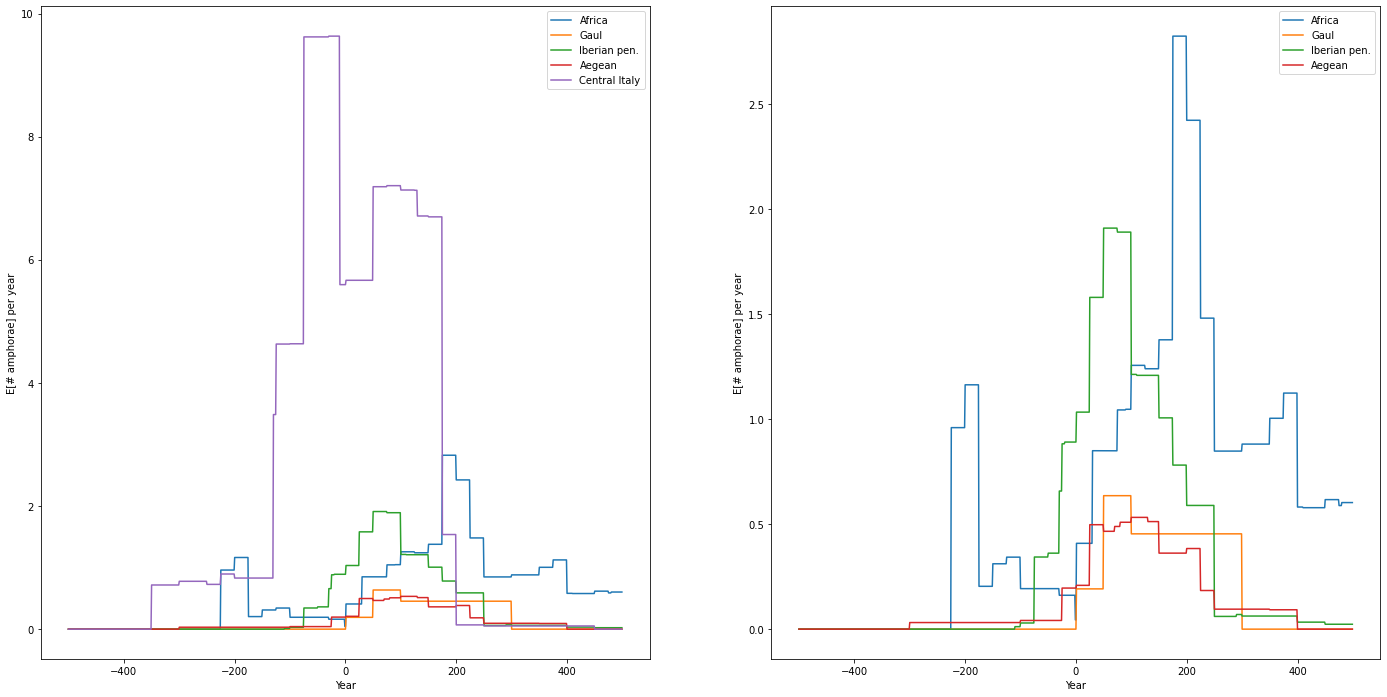 Africa
Gaul
Iberian pen.
Aegean
Central Italy
E[# amphorae] per year
10
8
6
4
2
0
−400
−200
0
200
400
Year
Africa
Gaul
Iberian pen.
Aegean
E[# amphorae] per year
2.5
2.0
1.5
1.0
0.5
0.0
−400
−200
0
200
400
Year